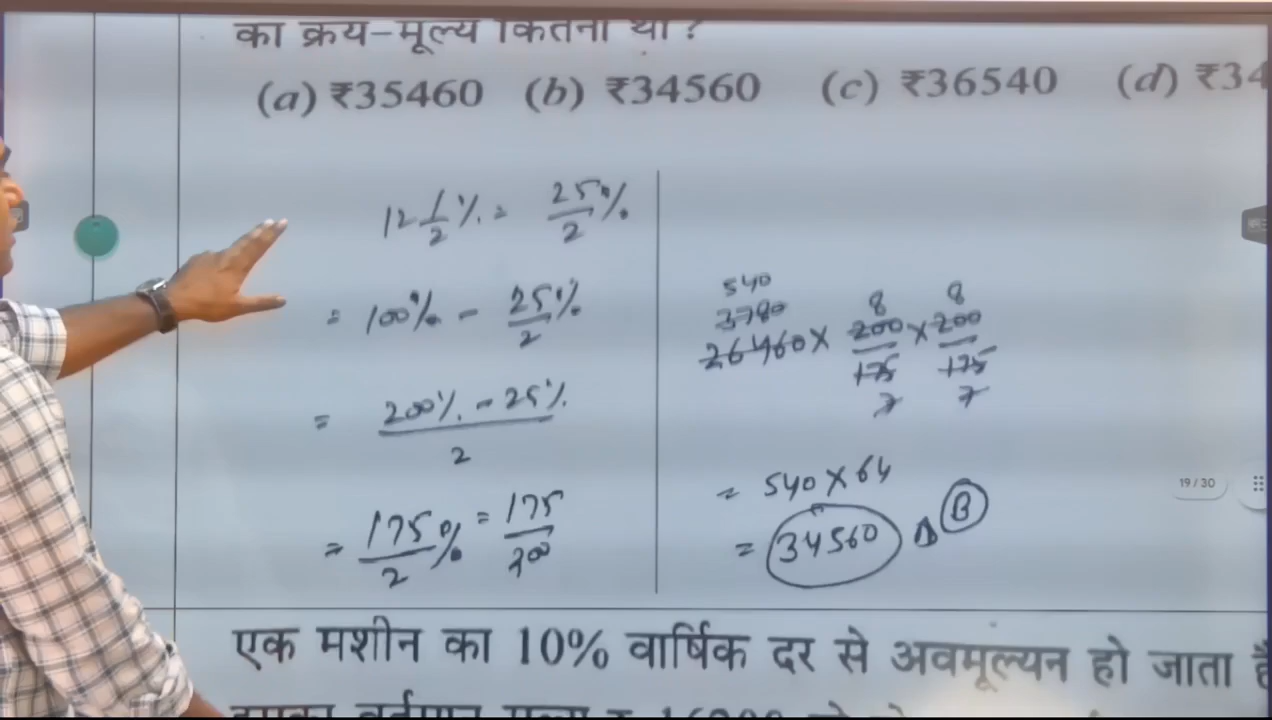 का क्रय-मूल्य कितना था ?
(a) ₹35460 (b) ₹34560 (c) ₹36540 (d) ₹34
12 1/2 % = 25/2 %
= 100% - 25/2 %
= 200% - 25% / 2
= 175/2 % = 175/200
540
3780 8 8
26460 × 200/175 × 200/175
7 7
= 540 × 64
= 34560 B
19 / 30
एक मशीन का 10% वार्षिक दर से अवमूल्यन हो जाता है